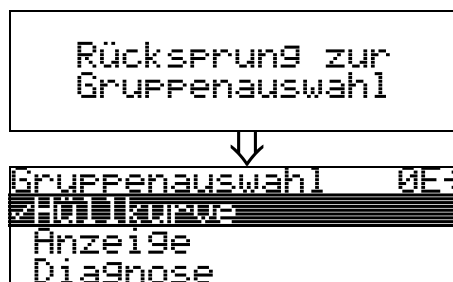 Rücksprung zur
Gruppenauswahl
Gruppenauswahl 0E→
✓Hüllkurve
Anzeige
Diagnose